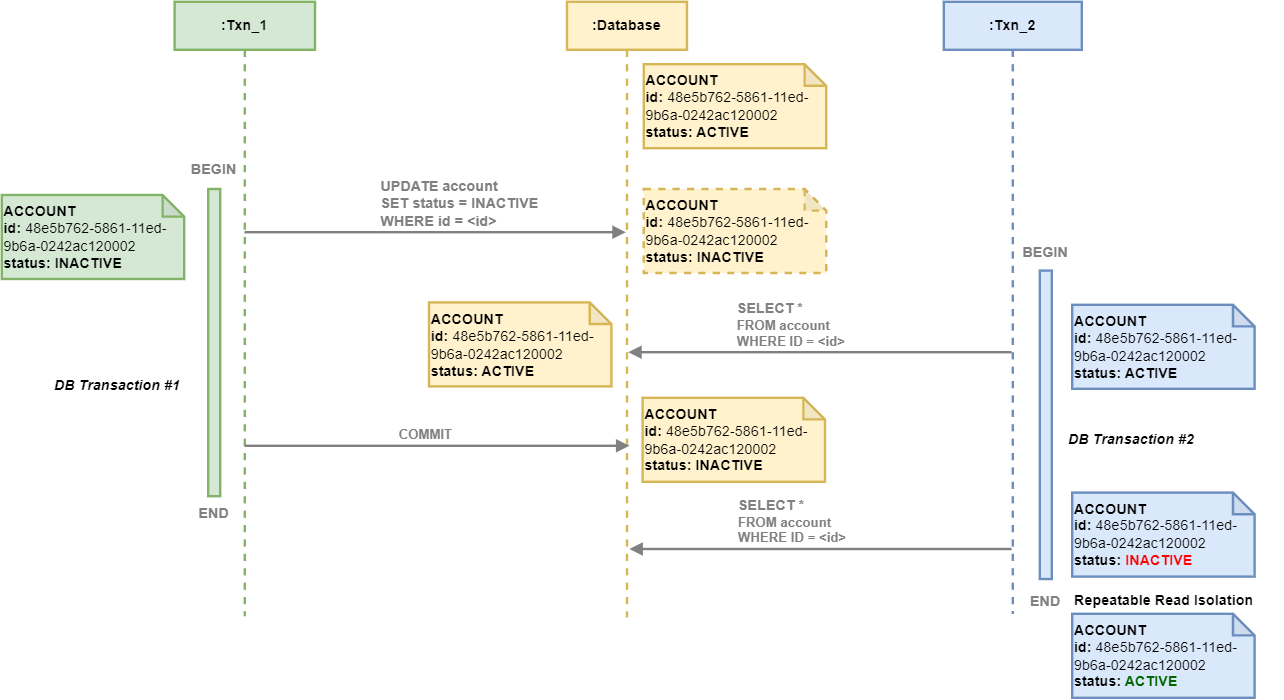 :Txn_1
:Database
:Txn_2
ACCOUNT
id: 48e5b762-5861-11ed-
9b6a-0242ac120002
status: ACTIVE
BEGIN
UPDATE account
SET status = INACTIVE
WHERE id = <id>
ACCOUNT
id: 48e5b762-5861-11ed-
9b6a-0242ac120002
status: INACTIVE
ACCOUNT
id: 48e5b762-5861-11ed-
9b6a-0242ac120002
status: INACTIVE
BEGIN
SELECT *
FROM account
WHERE ID = <id>
ACCOUNT
id: 48e5b762-5861-11ed-
9b6a-0242ac120002
status: ACTIVE
ACCOUNT
id: 48e5b762-5861-11ed-
9b6a-0242ac120002
status: ACTIVE
DB Transaction #1
COMMIT
ACCOUNT
id: 48e5b762-5861-11ed-
9b6a-0242ac120002
status: INACTIVE
DB Transaction #2
END
SELECT *
FROM account
WHERE ID = <id>
ACCOUNT
id: 48e5b762-5861-11ed-
9b6a-0242ac120002
status: INACTIVE
END
Repeatable Read Isolation
ACCOUNT
id: 48e5b762-5861-11ed-
9b6a-0242ac120002
status: ACTIVE